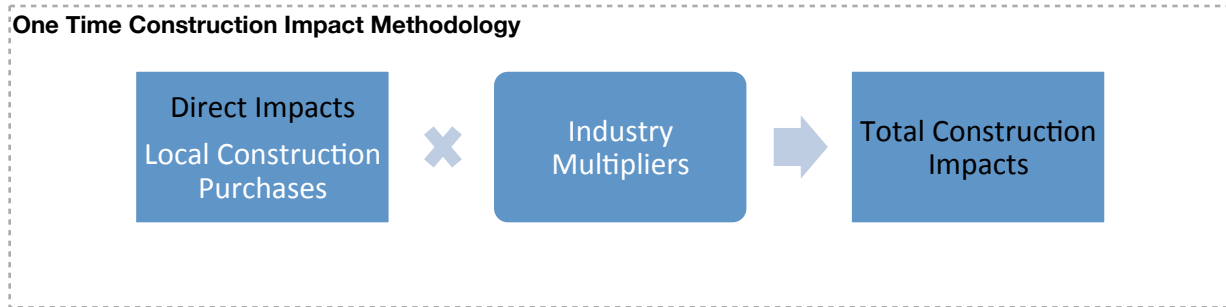 One Time Construction Impact Methodology
Direct Impacts
Local Construction
Purchases
Industry
Multipliers
Total Construction
Impacts